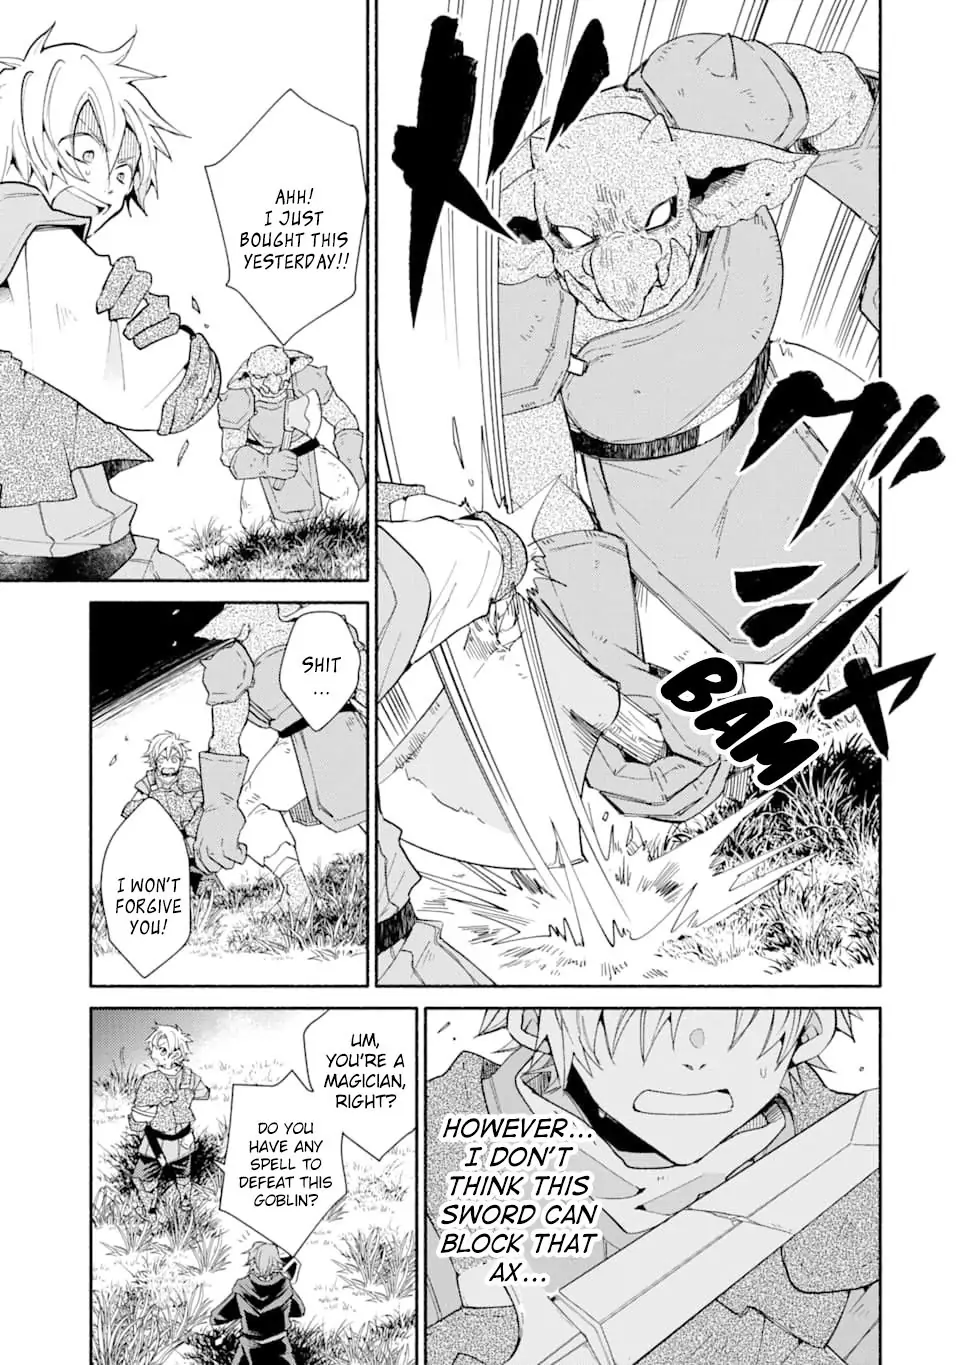 グシャ
BAM
AHH!
I JUST
BOUGHT THIS
YESTERDAY!!
SHIT
...
I WON'T
FORGIVE
YOU!
HOWEVER...
I DON'T
THINK THIS
SWORD CAN
BLOCK THAT
AX...
UM,
YOU'RE A
MAGICIAN,
RIGHT?
DO YOU
HAVE ANY
SPELL TO
DEFEAT THIS
GOBLIN?